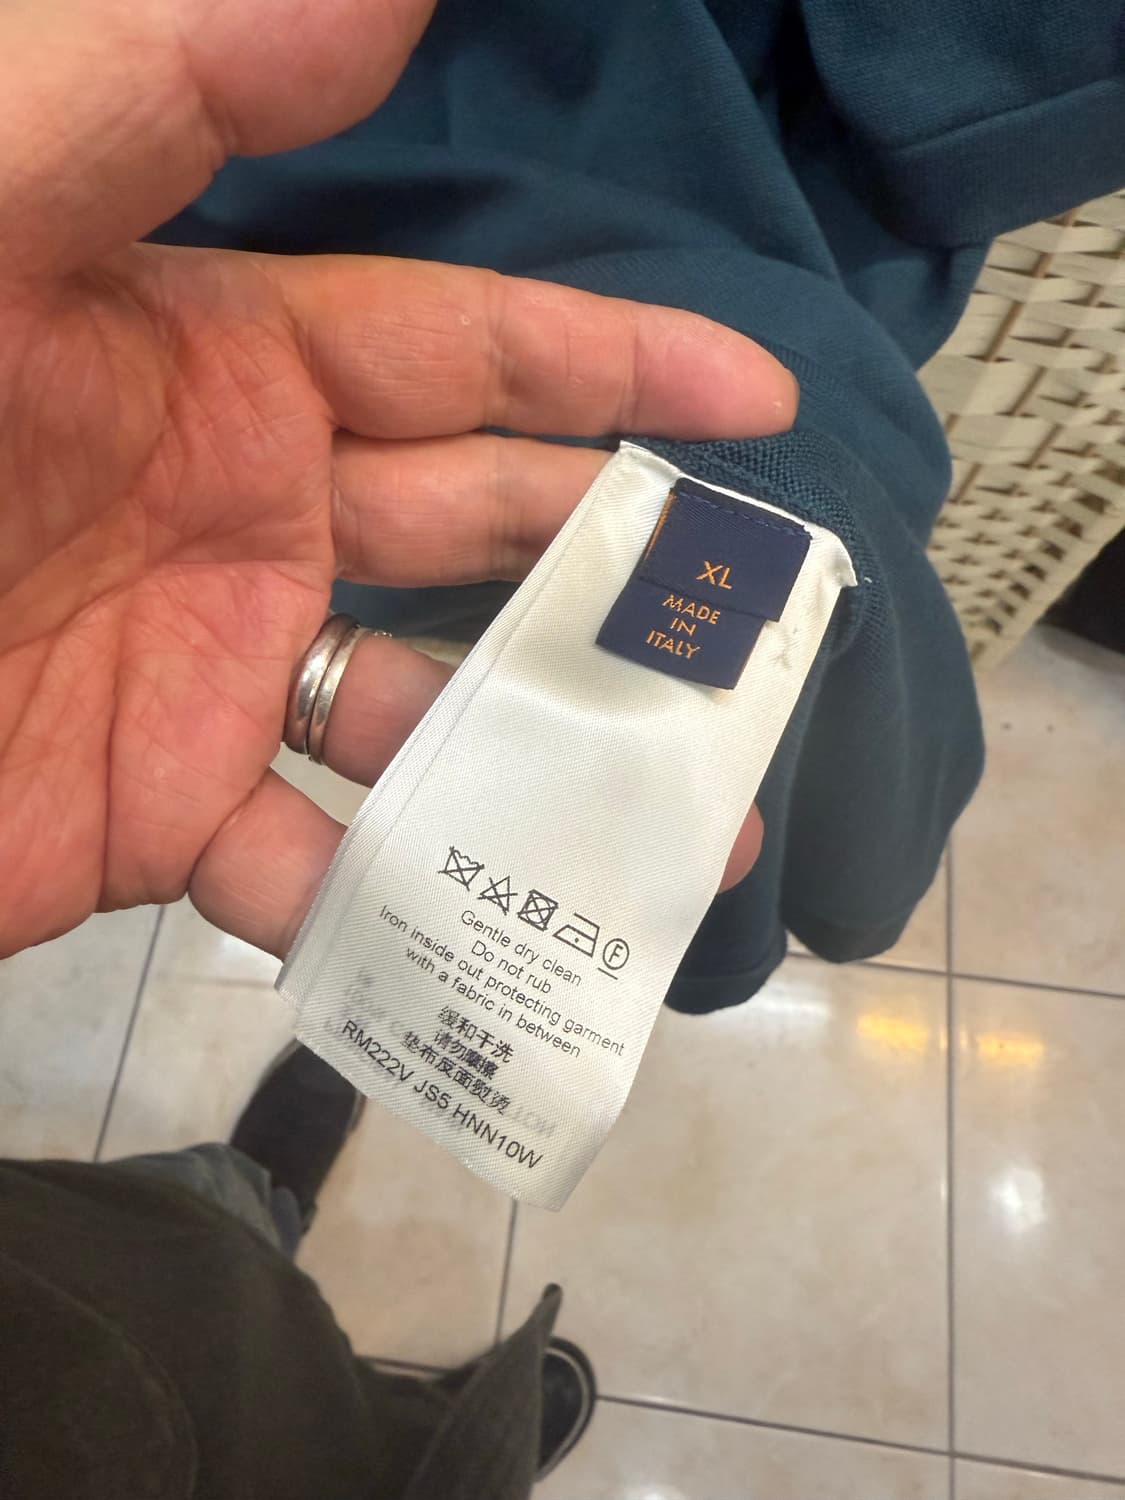 XL
MADE
IN
ITALY
F
Gentle dry clean
Do not rub
Iron inside out protecting garment
with a fabric in between
缓和干洗
请勿摩擦
垫布反面熨烫
RM222V JS5 HNN10W